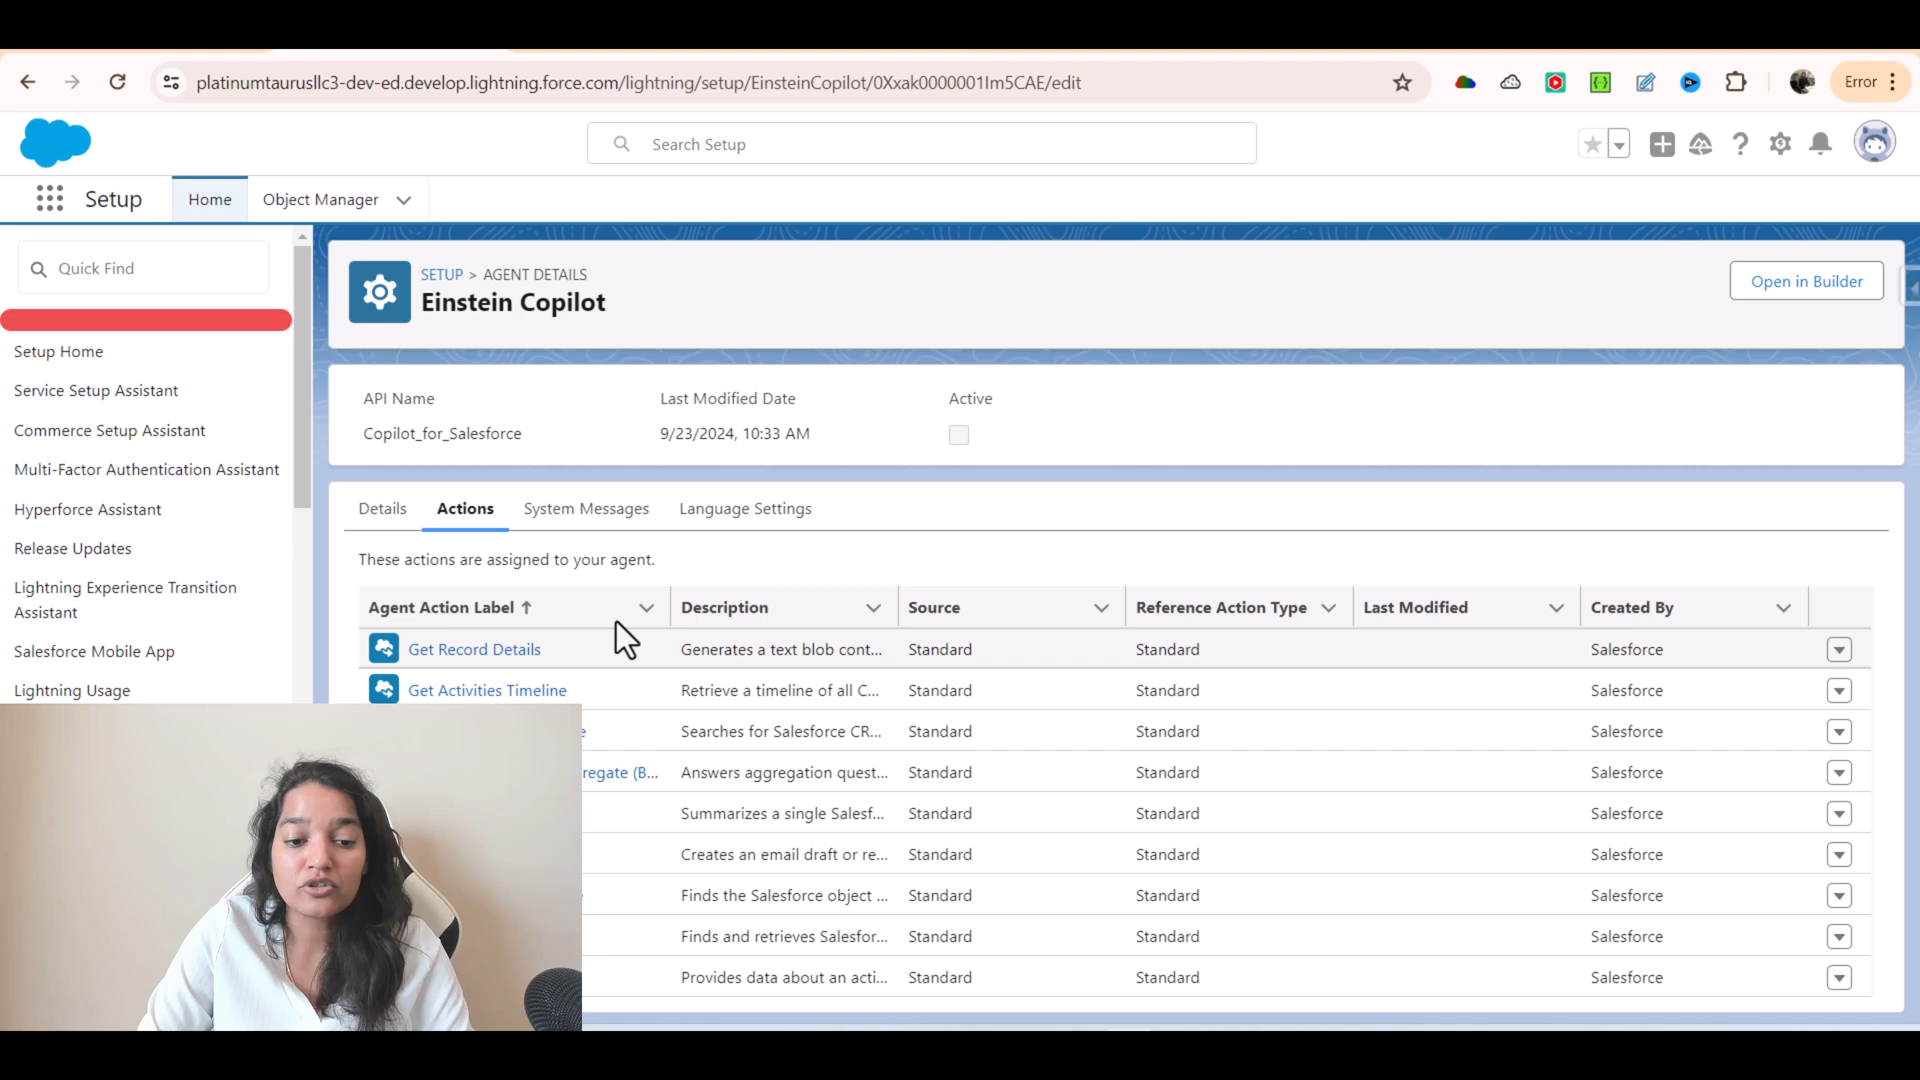 platinumtaurusllc3-dev-ed.develop.lightning.force.com/lightning/setup/EinsteinCopilot/0Xxak0000001Im5CAE/edit
Error
Search Setup
Setup
Home
Object Manager
Quick Find
Setup Home
Service Setup Assistant
Commerce Setup Assistant
Multi-Factor Authentication Assistant
Hyperforce Assistant
Release Updates
Lightning Experience Transition
Assistant
Salesforce Mobile App
Lightning Usage
SETUP > AGENT DETAILS
Einstein Copilot
Open in Builder
API Name Last Modified Date Active
Copilot_for_Salesforce 9/23/2024, 10:33 AM
Details Actions System Messages Language Settings
These actions are assigned to your agent.
Agent Action Label ↑ Description Source Reference Action Type Last Modified Created By
Get Record Details Generates a text blob cont... Standard Standard Salesforce
Get Activities Timeline Retrieve a timeline of all C... Standard Standard Salesforce
Searches for Salesforce CR... Standard Standard Salesforce
regate (B... Answers aggregation quest... Standard Standard Salesforce
Summarizes a single Salesf... Standard Standard Salesforce
Creates an email draft or re... Standard Standard Salesforce
Finds the Salesforce object ... Standard Standard Salesforce
Finds and retrieves Salesfor... Standard Standard Salesforce
Provides data about an acti... Standard Standard Salesforce